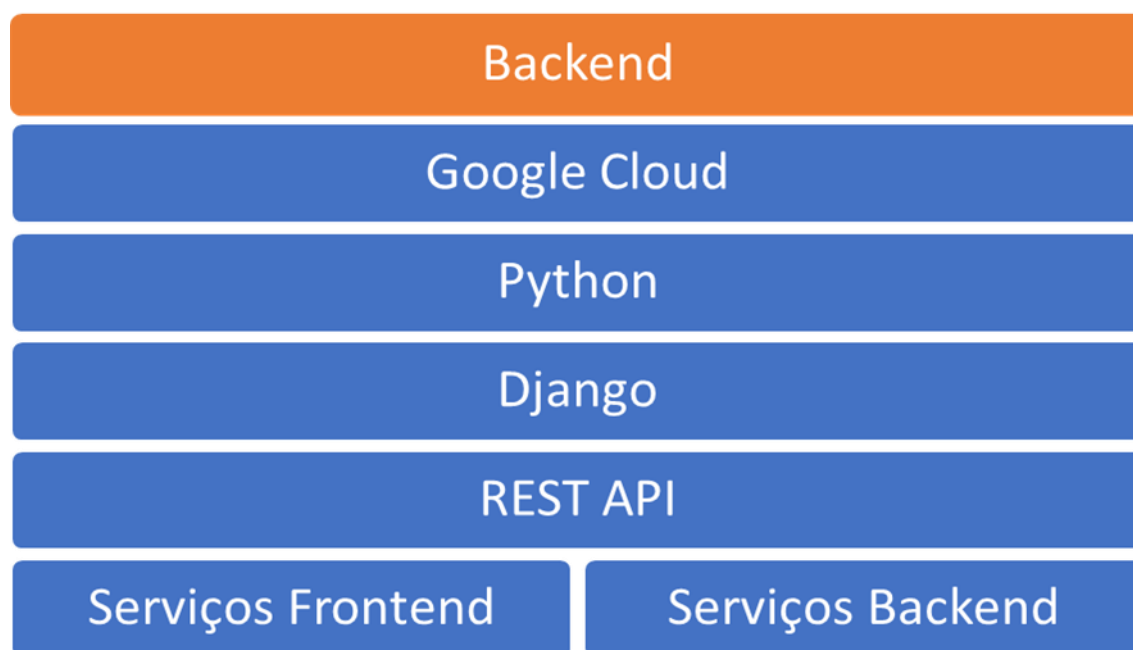 Backend
Google Cloud
Python
Django
REST API
Serviços Frontend
Serviços Backend